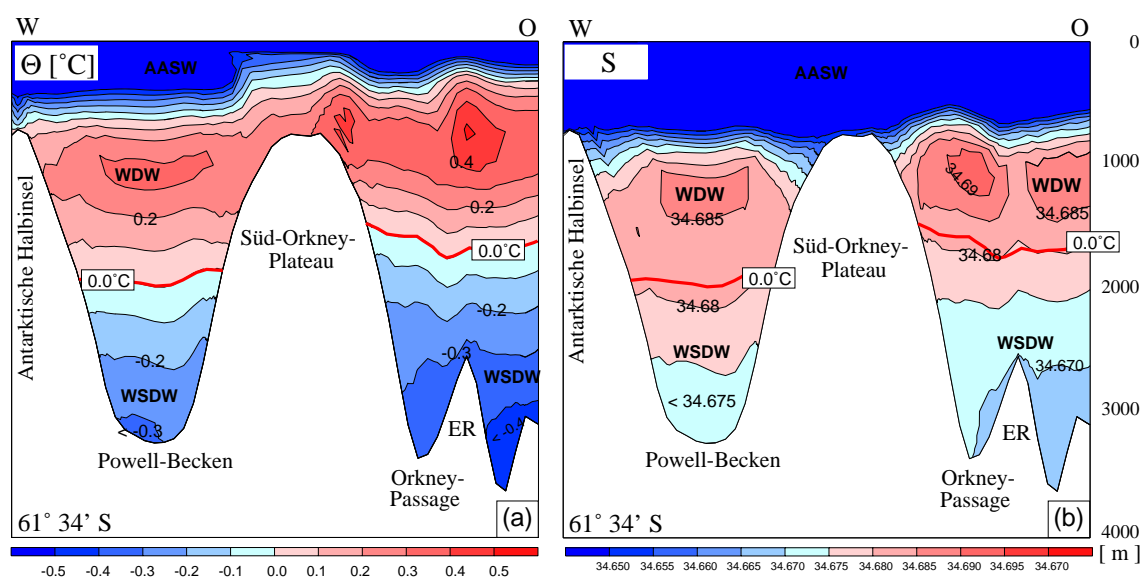 W
O
Θ [˚C]
AASW
WDW
0.2
0.4
0.2
0.0˚C
0.0˚C
-0.2
-0.2
-0.3
WSDW
WSDW
< -0.3
< -0.4
Antarktische Halbinsel
Süd-Orkney-
Plateau
Powell-Becken
ER
Orkney-
Passage
61˚ 34’ S
(a)
-0.5 -0.4 -0.3 -0.2 -0.1 0.0 0.1 0.2 0.3 0.4 0.5
W
O
S
AASW
WDW
34.685
34.69
WDW
34.685
34.68
0.0˚C
0.0˚C
34.68
WSDW
WSDW
34.670
< 34.675
Antarktische Halbinsel
Süd-Orkney-
Plateau
Powell-Becken
ER
Orkney-
Passage
61˚ 34’ S
(b)
0
1000
2000
3000
4000
[ m ]
34.650 34.655 34.660 34.665 34.670 34.675 34.680 34.685 34.690 34.695 34.670